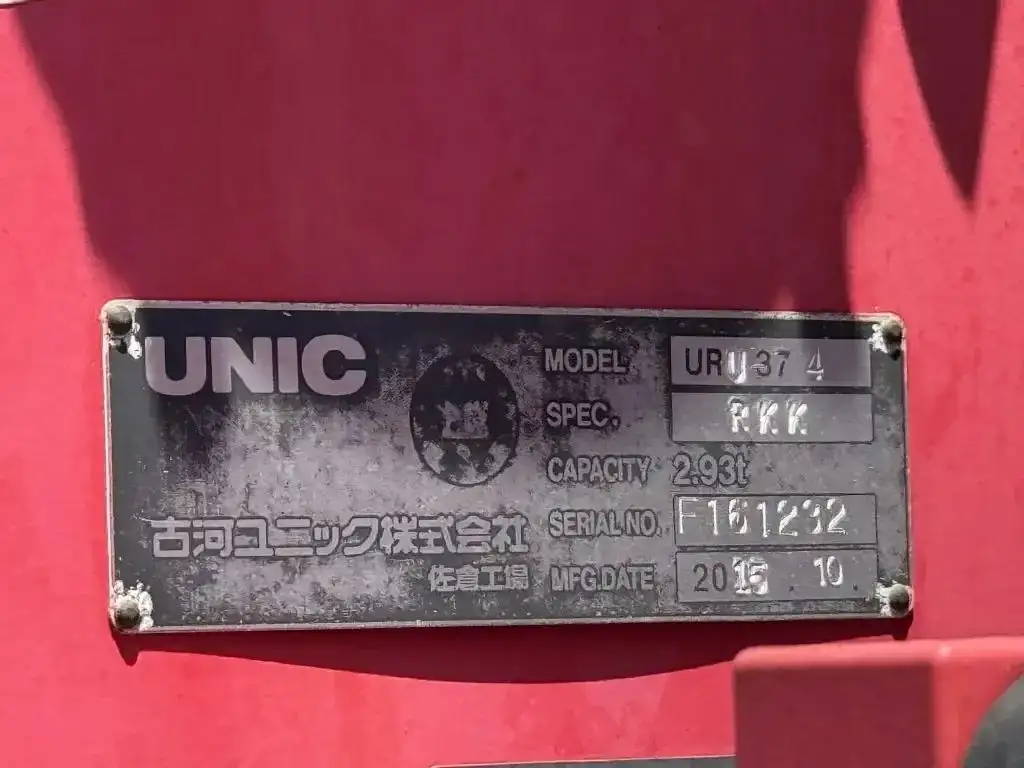 UNIC
MODEL URU374
SPEC. RKK
CAPACITY 2.93t
古河ユニック株式会社 SERIAL NO. F161232
佐倉工場 MFG.DATE 2015.10.